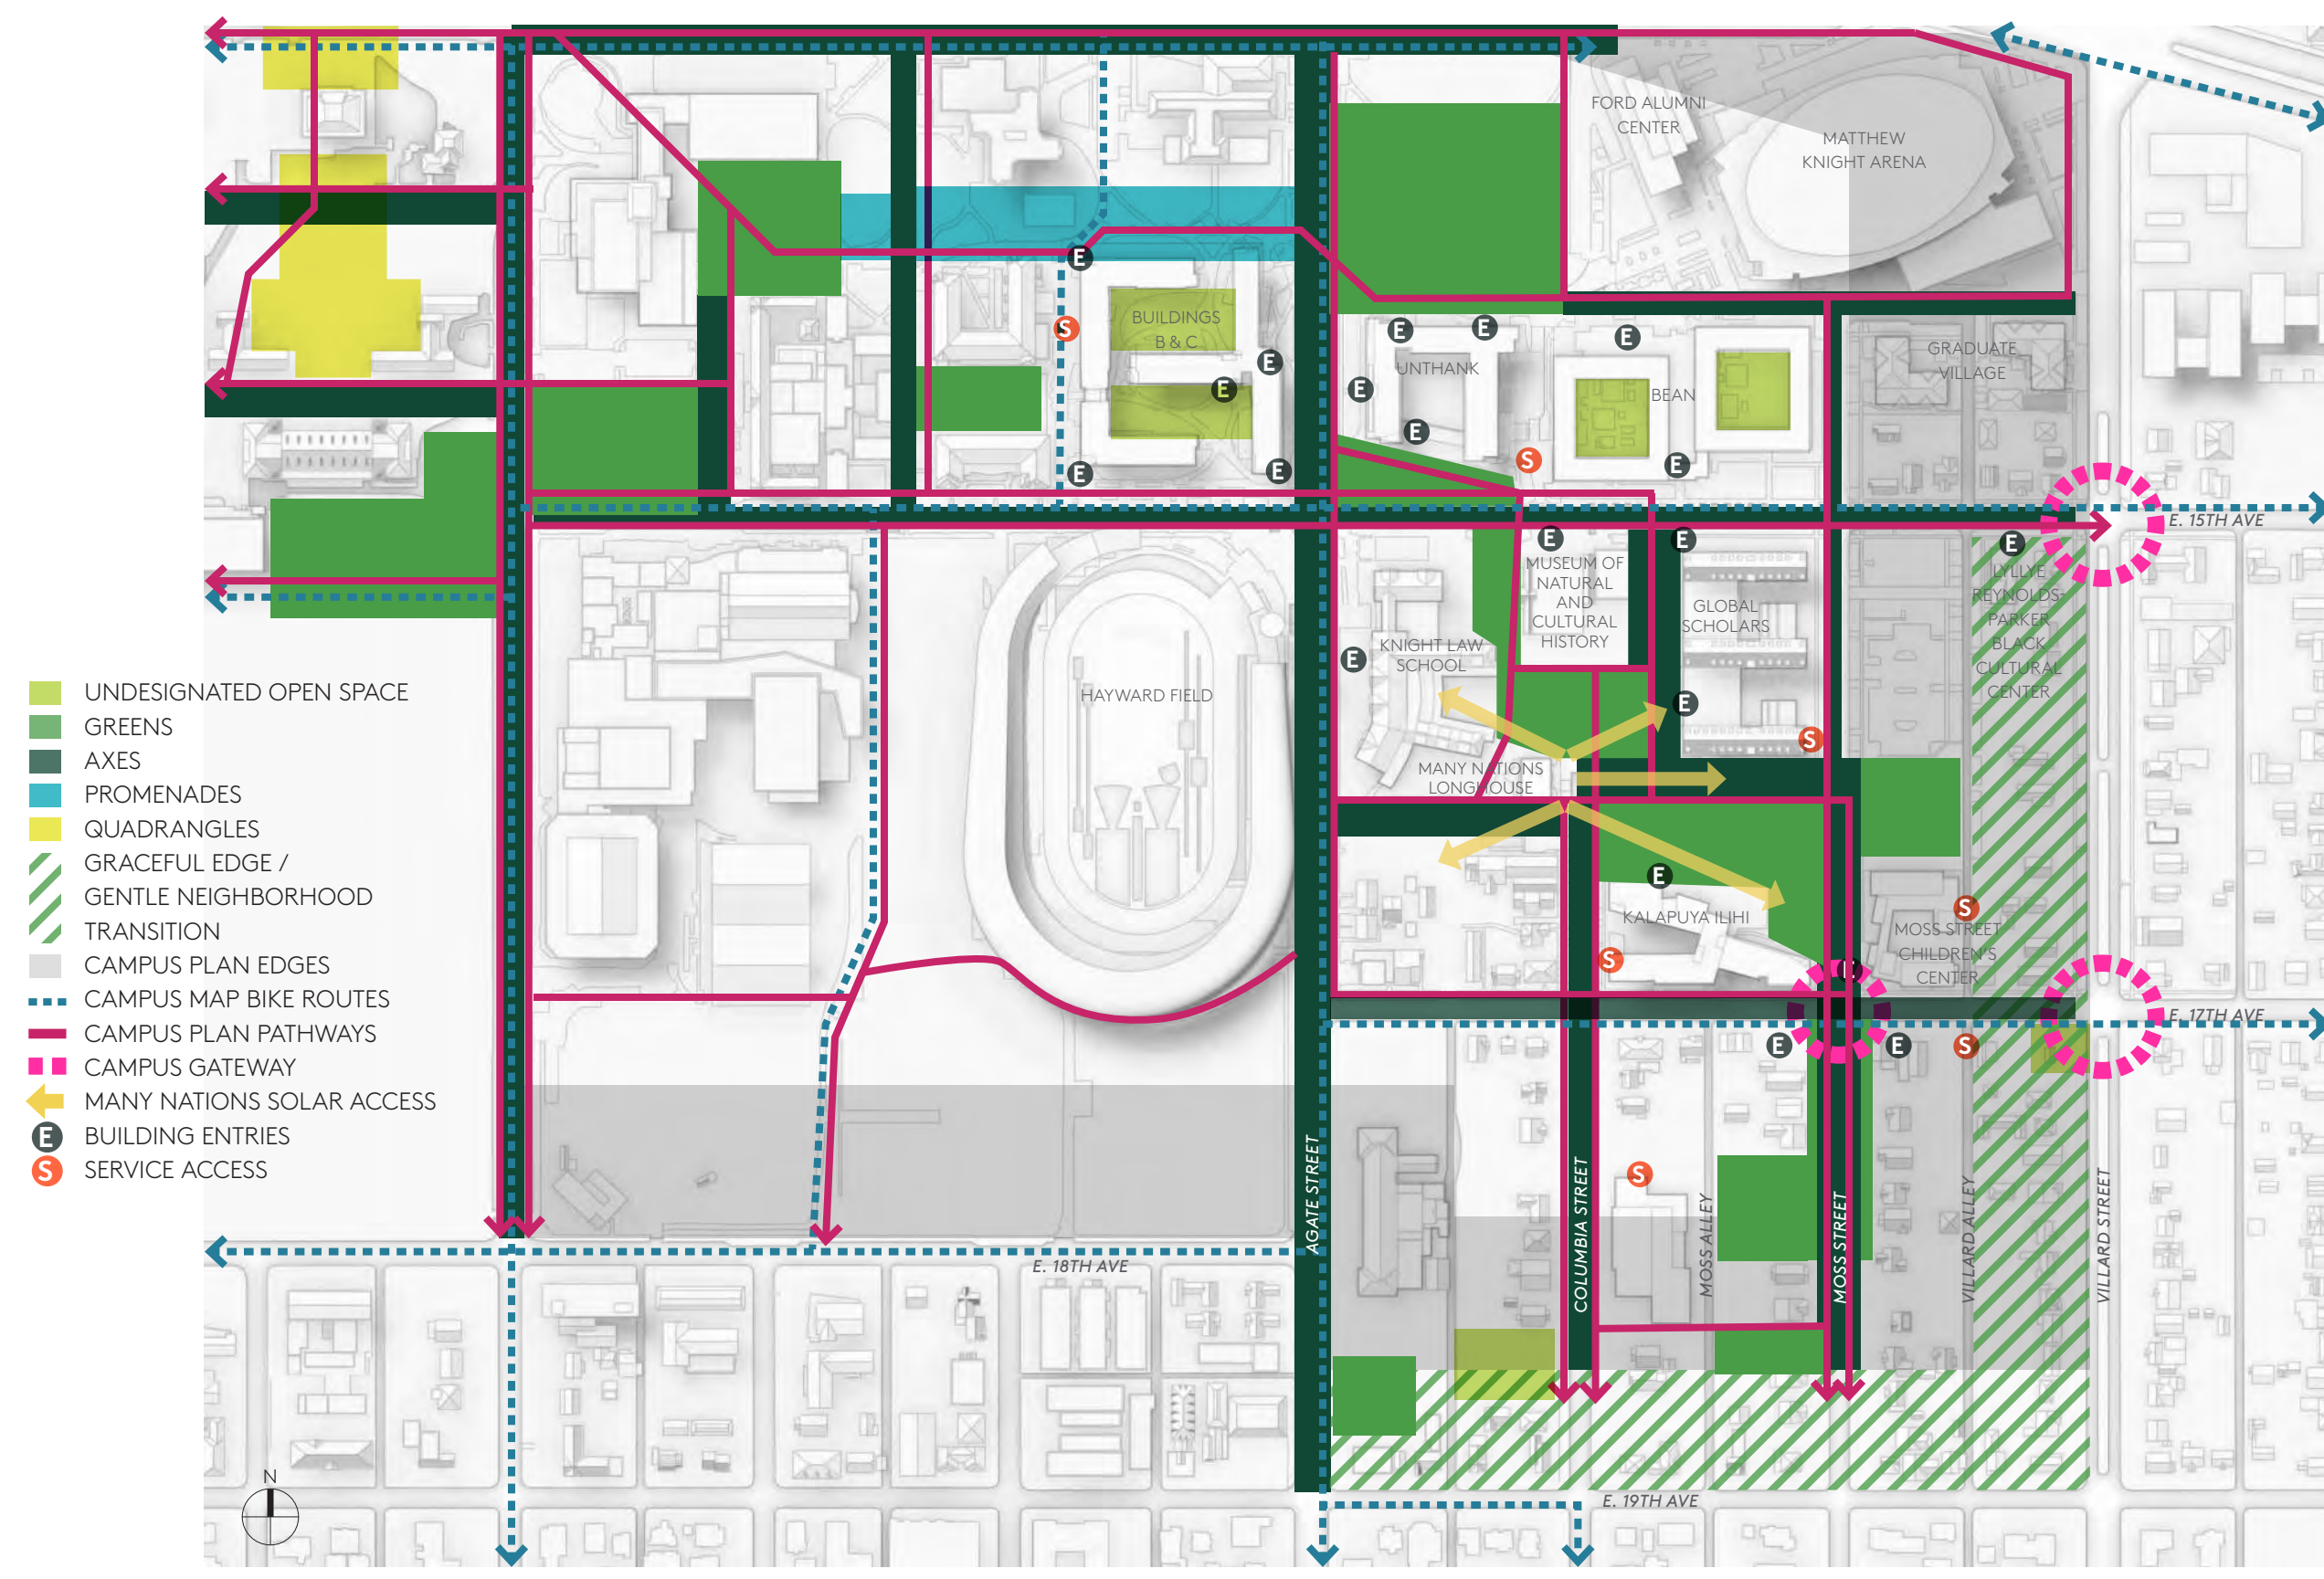 FORD ALUMNI
CENTER
MATTHEW
KNIGHT ARENA
E
BUILDINGS
B & C
S
E
E
E
E
E
E
UNTHANK
E
E
S
E
BEAN
E
GRADUATE
VILLAGE
E. 15TH AVE
E
MUSEUM OF
NATURAL
AND
CULTURAL
HISTORY
E
GLOBAL
SCHOLARS
E
LYLLYE
REYNOLDS-
PARKER
BLACK
CULTURAL
CENTER
E
KNIGHT LAW
SCHOOL
HAYWARD FIELD
E
S
MANY NATIONS
LONGHOUSE
E
KALAPUYA ILIHI
S
S
MOSS STREET
CHILDREN'S
CENTER
E
E. 17TH AVE
E
E
S
S
UNDESIGNATED OPEN SPACE
GREENS
AXES
PROMENADES
QUADRANGLES
GRACEFUL EDGE /
GENTLE NEIGHBORHOOD
TRANSITION
CAMPUS PLAN EDGES
CAMPUS MAP BIKE ROUTES
CAMPUS PLAN PATHWAYS
CAMPUS GATEWAY
MANY NATIONS SOLAR ACCESS
E BUILDING ENTRIES
S SERVICE ACCESS
AGATE STREET
COLUMBIA STREET
MOSS ALLEY
MOSS STREET
VILLARD ALLEY
VILLARD STREET
E. 18TH AVE
N
E. 19TH AVE